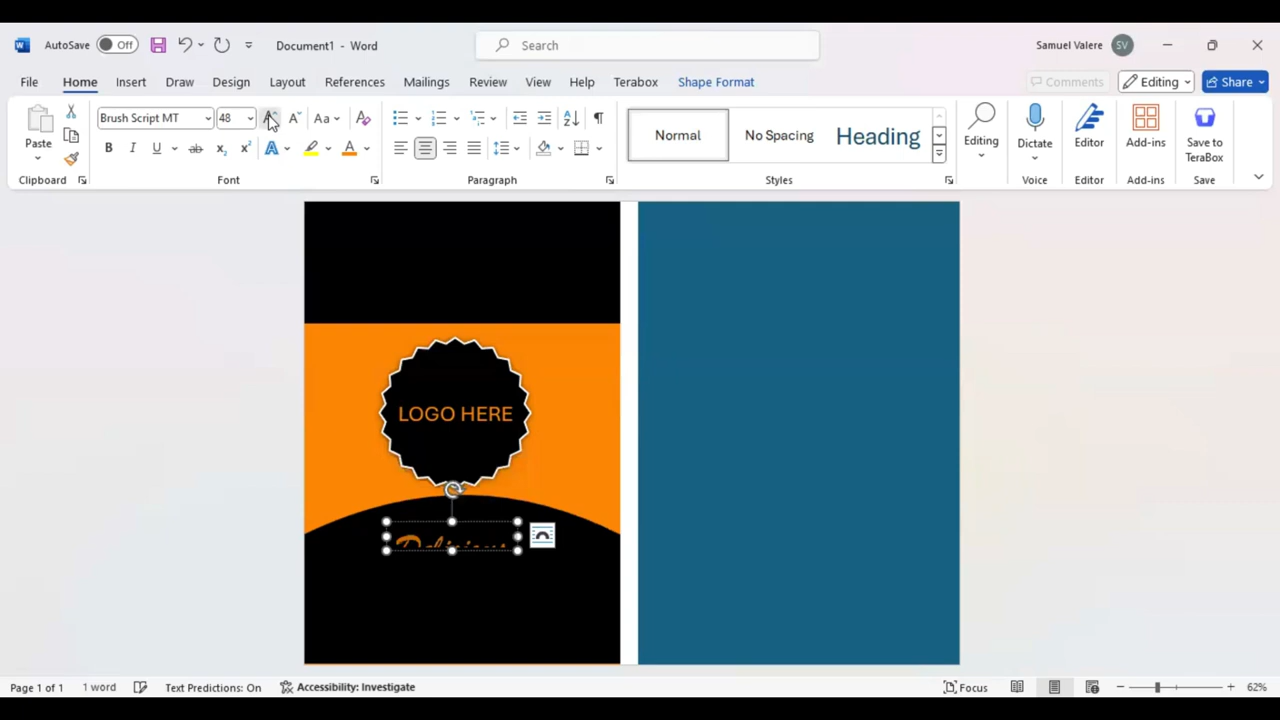 AutoSave Off Document1 - Word Search Samuel Valere SV
File Home Insert Draw Design Layout References Mailings Review View Help Terabox Shape Format Comments Editing Share
Brush Script MT 48 Aa Normal No Spacing Heading
Paste Editing Dictate Editor Add-ins Save to TeraBox
Clipboard Font Paragraph Styles Voice Editor Add-ins Save
LOGO HERE
Delicious
Page 1 of 1 1 word Text Predictions: On Accessibility: Investigate Focus 62%